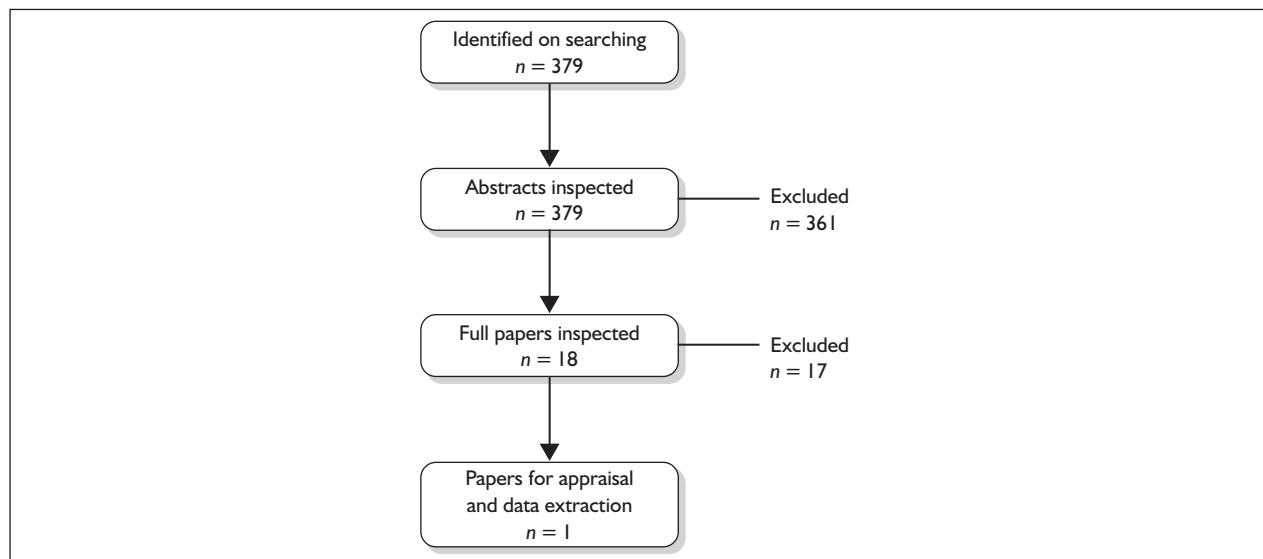 Identified on searching
n = 379
Abstracts inspected
n = 379
Excluded
n = 361
Full papers inspected
n = 18
Excluded
n = 17
Papers for appraisal
and data extraction
n = 1